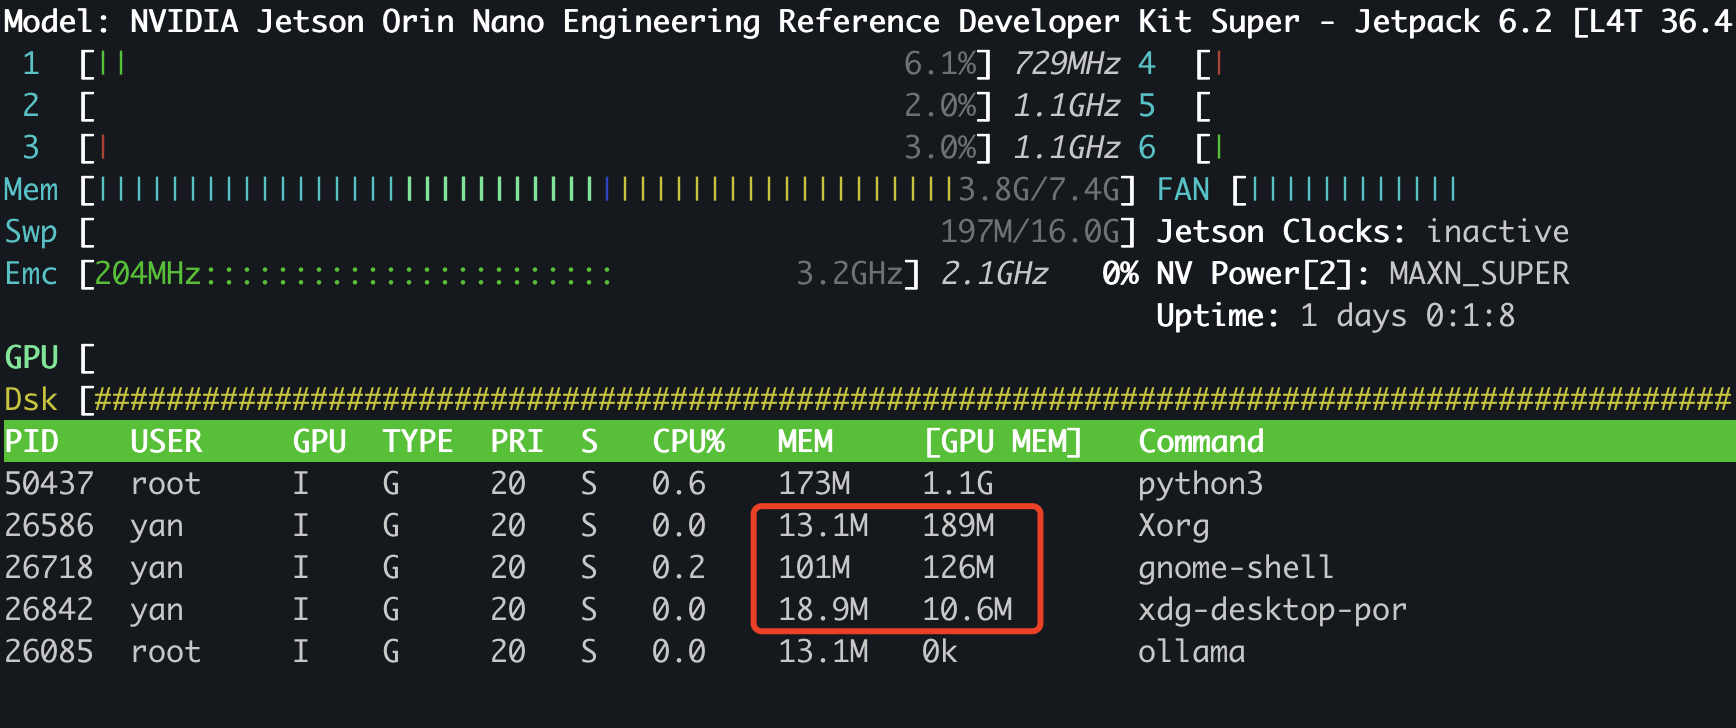 Model: NVIDIA Jetson Orin Nano Engineering Reference Developer Kit Super - Jetpack 6.2 [L4T 36.4
1 [|| 6.1%] 729MHz 4 [|
2 [ 2.0%] 1.1GHz 5 [
3 [| 3.0%] 1.1GHz 6 [|
Mem [||||||||||||||||||||||||||||||||||||||||||||||||3.8G/7.4G] FAN [||||||||||||
Swp [ 197M/16.0G] Jetson Clocks: inactive
Emc [204MHz::::::::::::::::::::::: 3.2GHz] 2.1GHz 0% NV Power[2]: MAXN_SUPER
Uptime: 1 days 0:1:8
GPU [
Dsk [###########################################################################################
PID USER GPU TYPE PRI S CPU% MEM [GPU MEM] Command
50437 root I G 20 S 0.6 173M 1.1G python3
26586 yan I G 20 S 0.0 13.1M 189M Xorg
26718 yan I G 20 S 0.2 101M 126M gnome-shell
26842 yan I G 20 S 0.0 18.9M 10.6M xdg-desktop-por
26085 root I G 20 S 0.0 13.1M 0k ollama